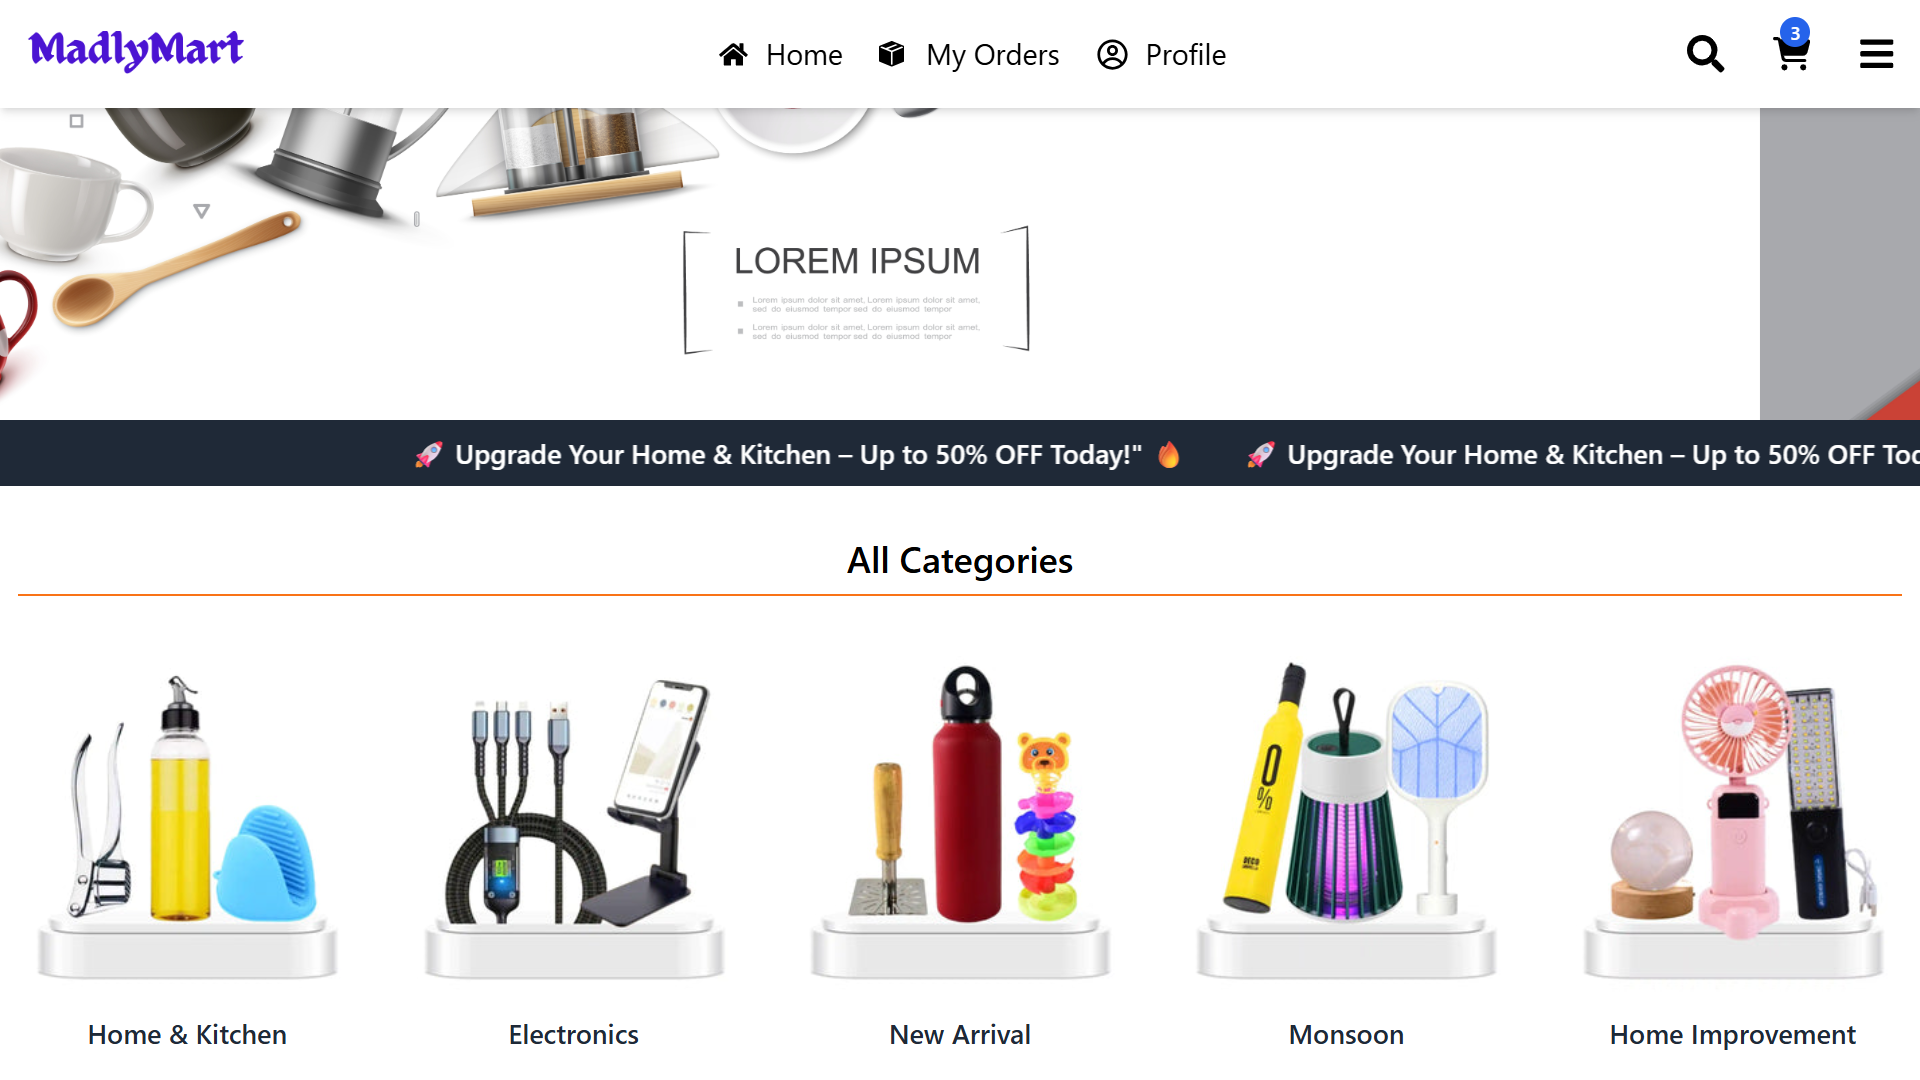 MadlyMart
Home
My Orders
Profile
3
LOREM IPSUM
Lorem ipsum dolor sit amet, Lorem ipsum dolor sit amet,
sed do eiusmod tempor sed do eiusmod tempor
Lorem ipsum dolor sit amet, Lorem ipsum dolor sit amet,
sed do eiusmod tempor sed do eiusmod tempor
🚀 Upgrade Your Home & Kitchen – Up to 50% OFF Today!" 🔥 🚀 Upgrade Your Home & Kitchen – Up to 50% OFF Tod
All Categories
0
%
DECO
Home & Kitchen
Electronics
New Arrival
Monsoon
Home Improvement